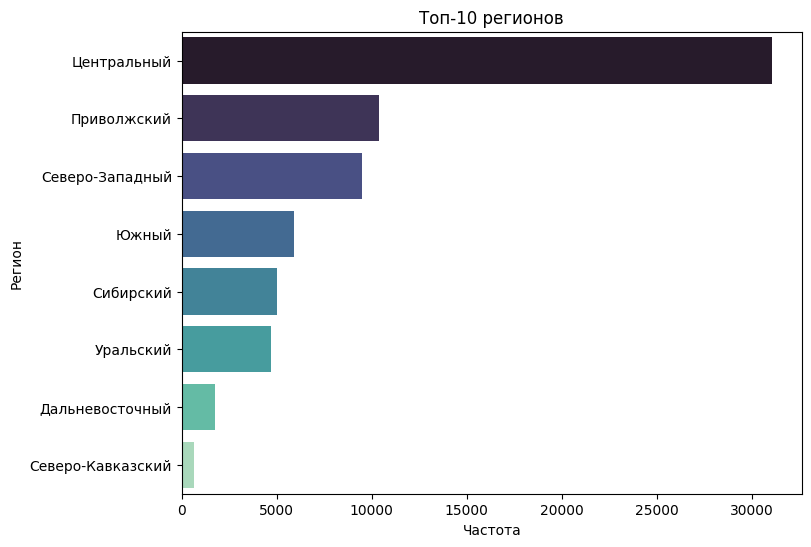 Топ-10 регионов
Регион
Центральный
Приволжский
Северо-Западный
Южный
Сибирский
Уральский
Дальневосточный
Северо-Кавказский
0 5000 10000 15000 20000 25000 30000
Частота